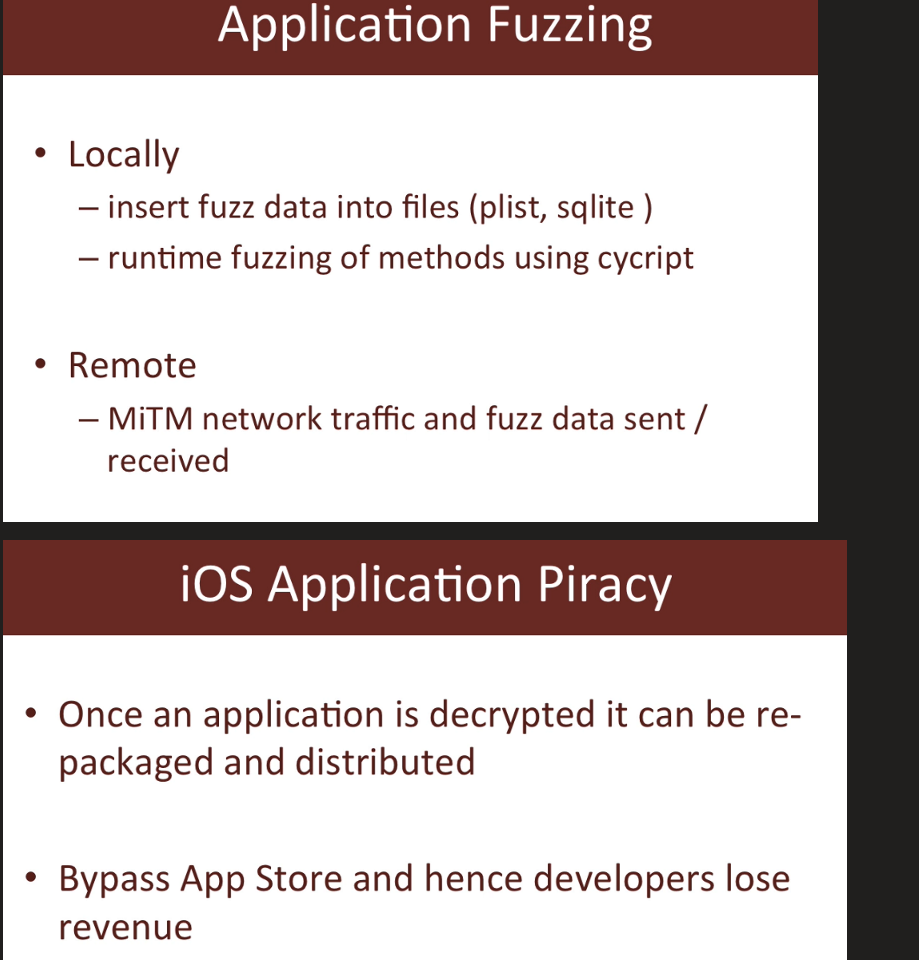 Application Fuzzing
• Locally
– insert fuzz data into files (plist, sqlite )
– runtime fuzzing of methods using cycript
• Remote
– MiTM network traffic and fuzz data sent /
received
iOS Application Piracy
• Once an application is decrypted it can be re-
packaged and distributed
• Bypass App Store and hence developers lose
revenue